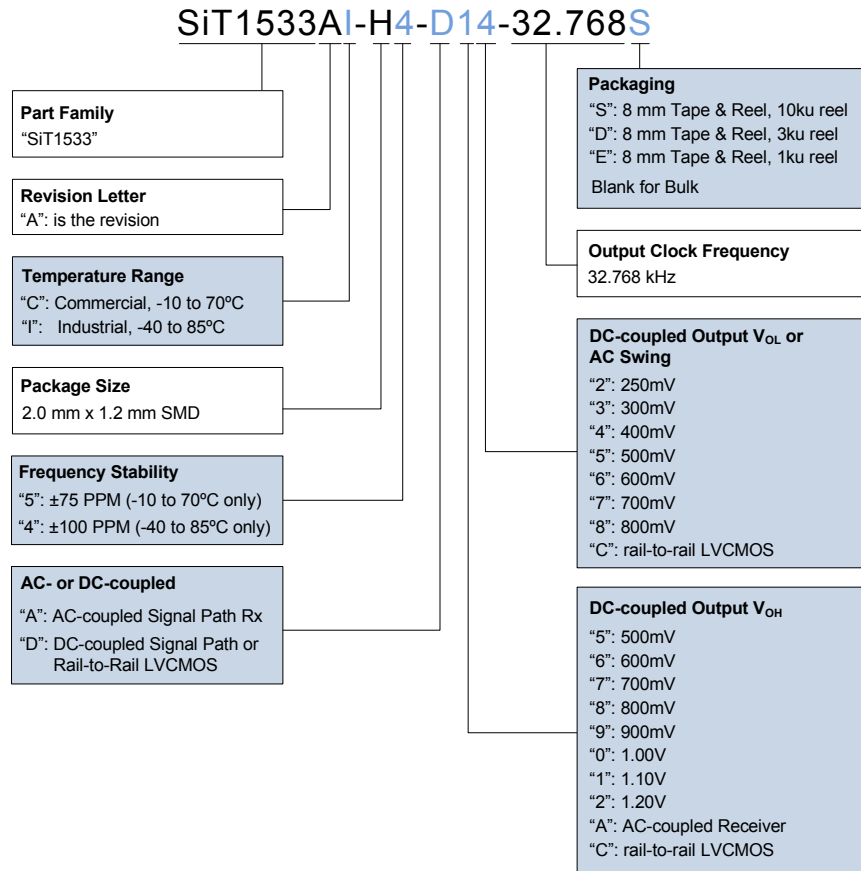 SiT1533AI-H4-D14-32.768S
Part Family
“SiT1533”
Revision Letter
“A”: is the revision
Temperature Range
“C”: Commercial, -10 to 70ºC
“I”: Industrial, -40 to 85ºC
Package Size
2.0 mm x 1.2 mm SMD
Frequency Stability
“5”: ±75 PPM (-10 to 70ºC only)
“4”: ±100 PPM (-40 to 85ºC only)
AC- or DC-coupled
“A”: AC-coupled Signal Path Rx
“D”: DC-coupled Signal Path or
Rail-to-Rail LVCMOS
Packaging
“S”: 8 mm Tape & Reel, 10ku reel
“D”: 8 mm Tape & Reel, 3ku reel
“E”: 8 mm Tape & Reel, 1ku reel
Blank for Bulk
Output Clock Frequency
32.768 kHz
DC-coupled Output VOL or
AC Swing
“2”: 250mV
“3”: 300mV
“4”: 400mV
“5”: 500mV
“6”: 600mV
“7”: 700mV
“8”: 800mV
“C”: rail-to-rail LVCMOS
DC-coupled Output VOH
“5”: 500mV
“6”: 600mV
“7”: 700mV
“8”: 800mV
“9”: 900mV
“0”: 1.00V
“1”: 1.10V
“2”: 1.20V
“A”: AC-coupled Receiver
“C”: rail-to-rail LVCMOS